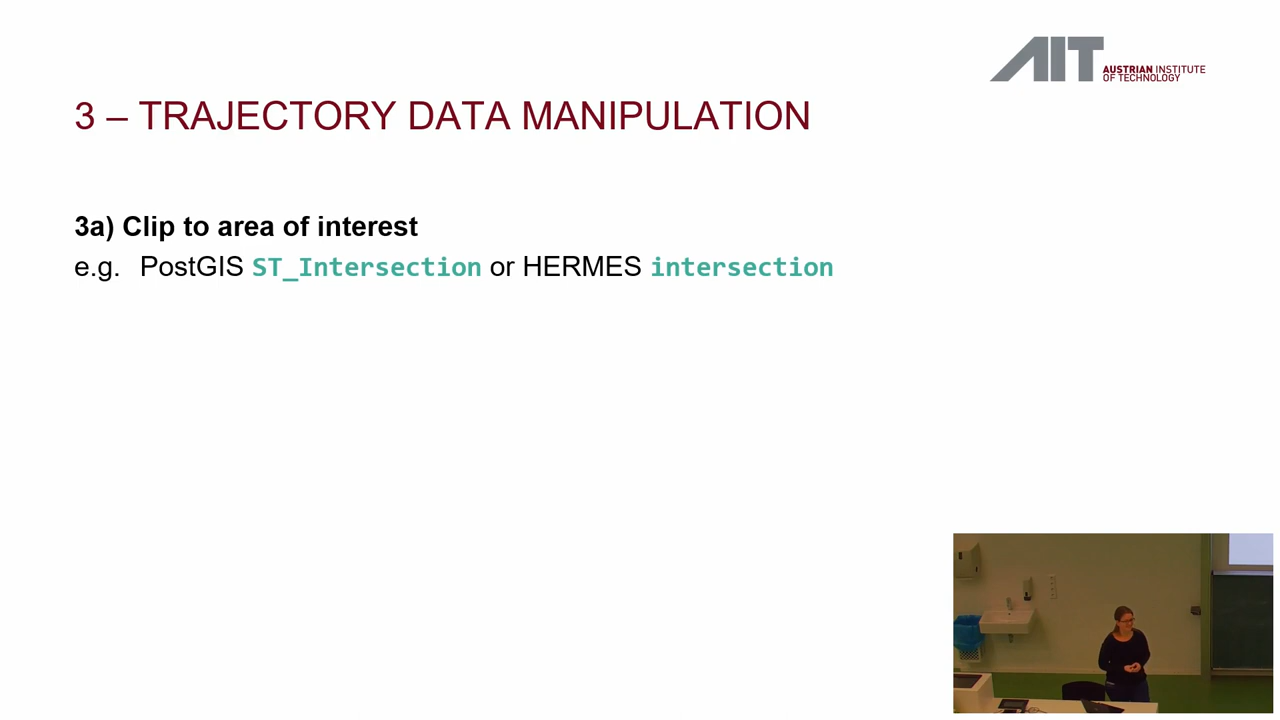 AIT AUSTRIAN INSTITUTE
OF TECHNOLOGY
3 – TRAJECTORY DATA MANIPULATION
3a) Clip to area of interest
e.g. PostGIS ST_Intersection or HERMES intersection